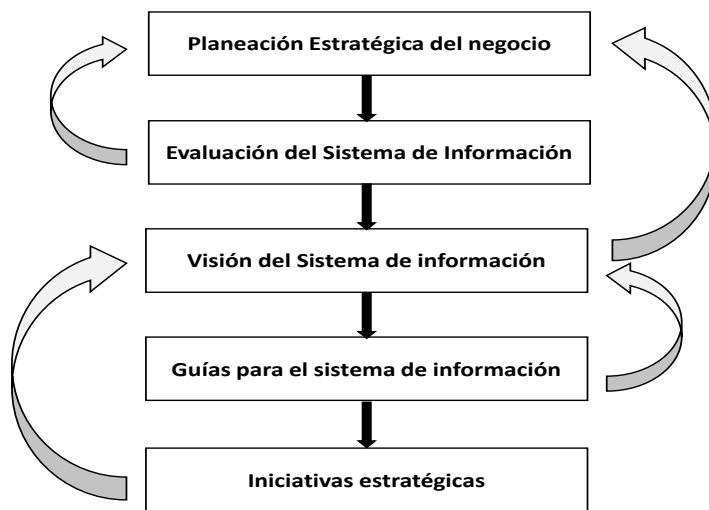 Planeación Estratégica del negocio
Evaluación del Sistema de Información
Visión del Sistema de información
Guías para el sistema de información
Iniciativas estratégicas